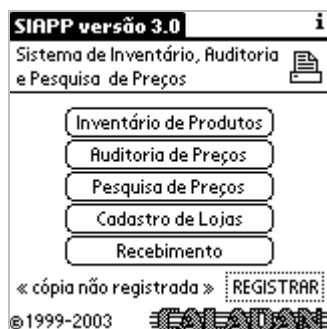 SIAPP versão 3.0 i
Sistema de Inventário, Auditoria
e Pesquisa de Preços
Inventário de Produtos
Auditoria de Preços
Pesquisa de Preços
Cadastro de Lojas
Recebimento
« cópia não registrada » REGISTRAR
©1999-2003 CALADAN